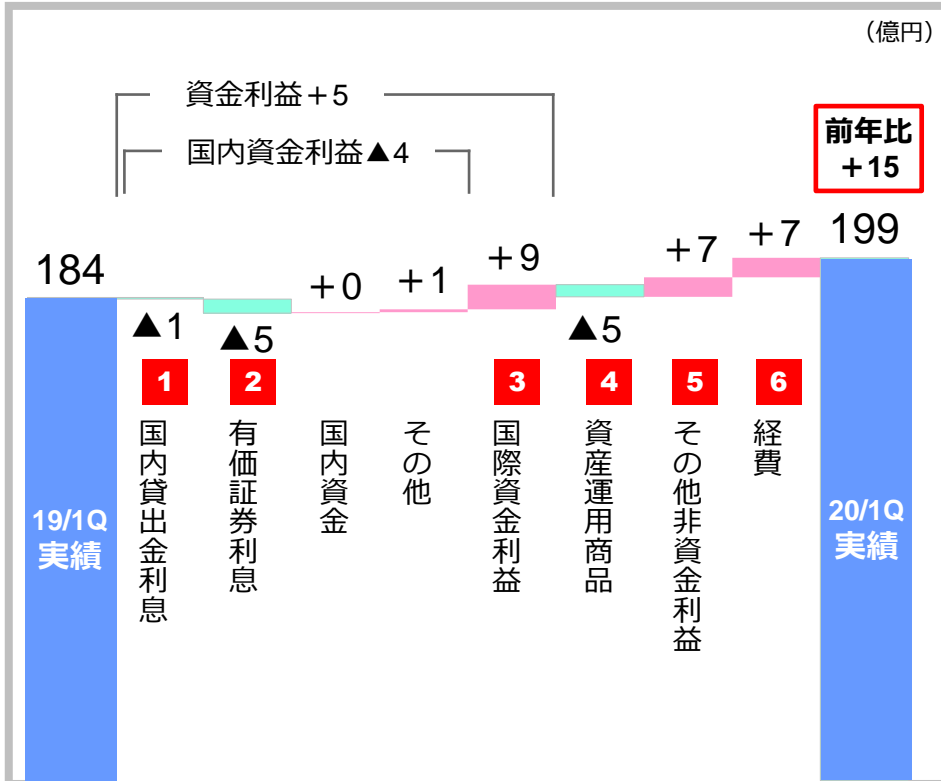 （億円）
資金利益＋5
国内資金利益▲4
前年比
＋15
184
▲1
▲5
＋0
＋1
＋9
▲5
＋7
＋7
199
1
2
3
4
5
6
国内貸出金利息
有価証券利息
国内資金
その他
国際資金利益
資産運用商品
その他非資金利益
経費
19/1Q
実績
20/1Q
実績